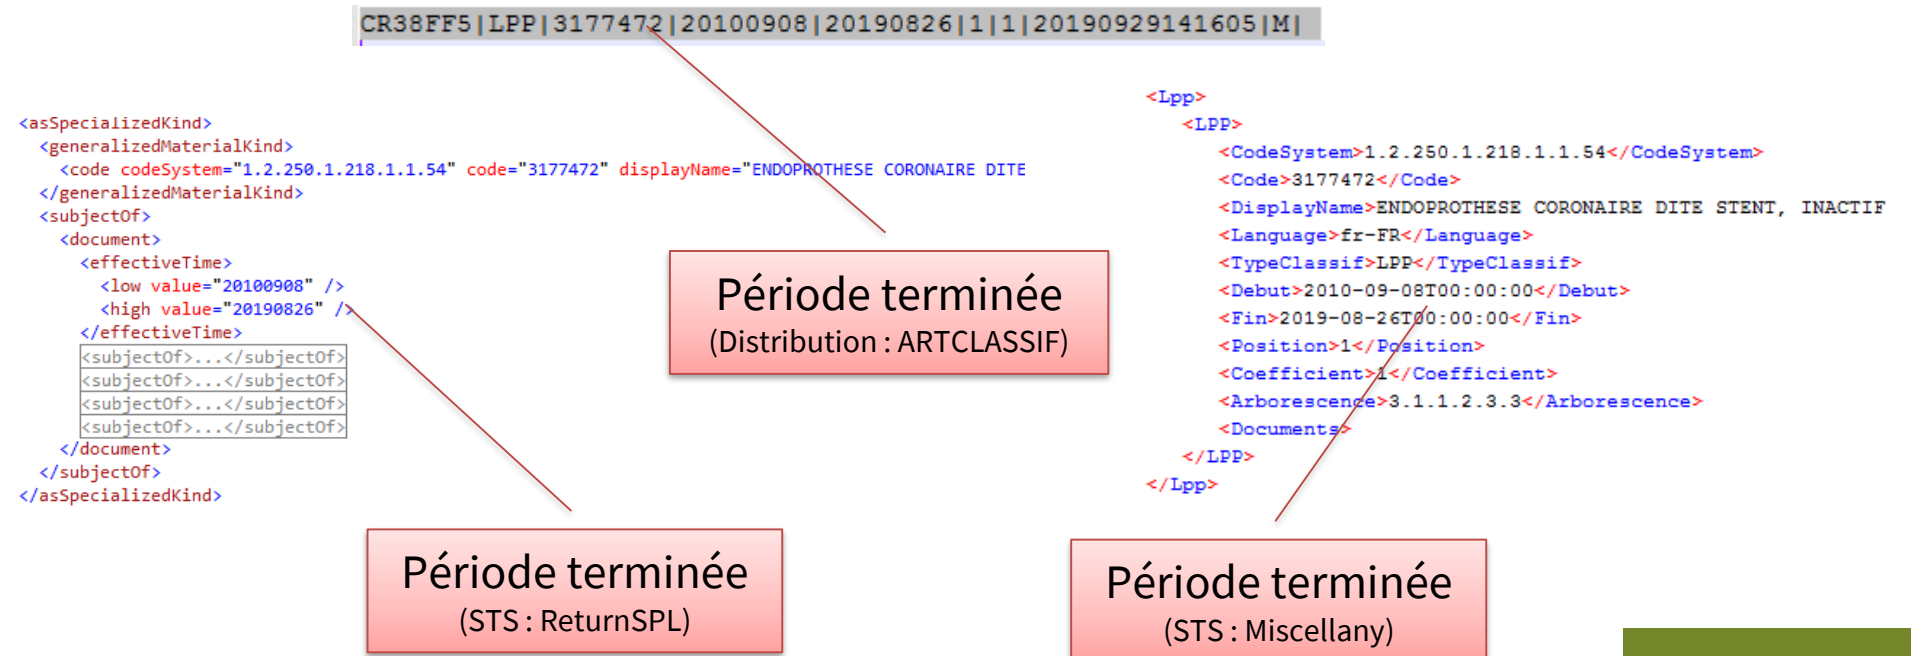 CR38FF5|LPP|3177472|20100908|20190826|1|1|20190929141605|M|
<asSpecializedKind>
<generalizedMaterialKind>
<code codeSystem="1.2.250.1.218.1.1.54" code="3177472" displayName="ENDOPROTHESE CORONAIRE DITE
</generalizedMaterialKind>
<subjectOf>
<document>
<effectiveTime>
<low value="20100908" />
<high value="20190826" />
</effectiveTime>
<subjectOf>...</subjectOf>
<subjectOf>...</subjectOf>
<subjectOf>...</subjectOf>
<subjectOf>...</subjectOf>
</document>
</subjectOf>
</asSpecializedKind>
Période terminée
(Distribution : ARTCLASSIF)
<Lpp>
<LPP>
<CodeSystem>1.2.250.1.218.1.1.54</CodeSystem>
<Code>3177472</Code>
<DisplayName>ENDOPROTHESE CORONAIRE DITE STENT, INACTIF
<Language>fr-FR</Language>
<TypeClassif>LPP</TypeClassif>
<Debut>2010-09-08T00:00:00</Debut>
<Fin>2019-08-26T00:00:00</Fin>
<Position>1</Position>
<Coefficient>1</Coefficient>
<Arborescence>3.1.1.2.3.3</Arborescence>
<Documents>
</LPP>
</Lpp>
Période terminée
(STS : ReturnSPL)
Période terminée
(STS : Miscellany)